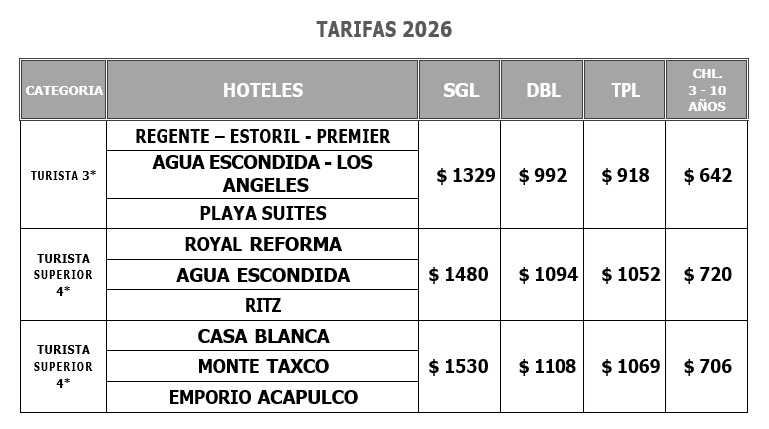 TARIFAS 2026
CATEGORIA HOTELES SGL DBL TPL CHL.
3 - 10
AÑOS
TURISTA 3* REGENTE – ESTORIL - PREMIER $ 1329 $ 992 $ 918 $ 642
AGUA ESCONDIDA - LOS
ANGELES
PLAYA SUITES
TURISTA
SUPERIOR
4* ROYAL REFORMA $ 1480 $ 1094 $ 1052 $ 720
AGUA ESCONDIDA
RITZ
TURISTA
SUPERIOR
4* CASA BLANCA $ 1530 $ 1108 $ 1069 $ 706
MONTE TAXCO
EMPORIO ACAPULCO